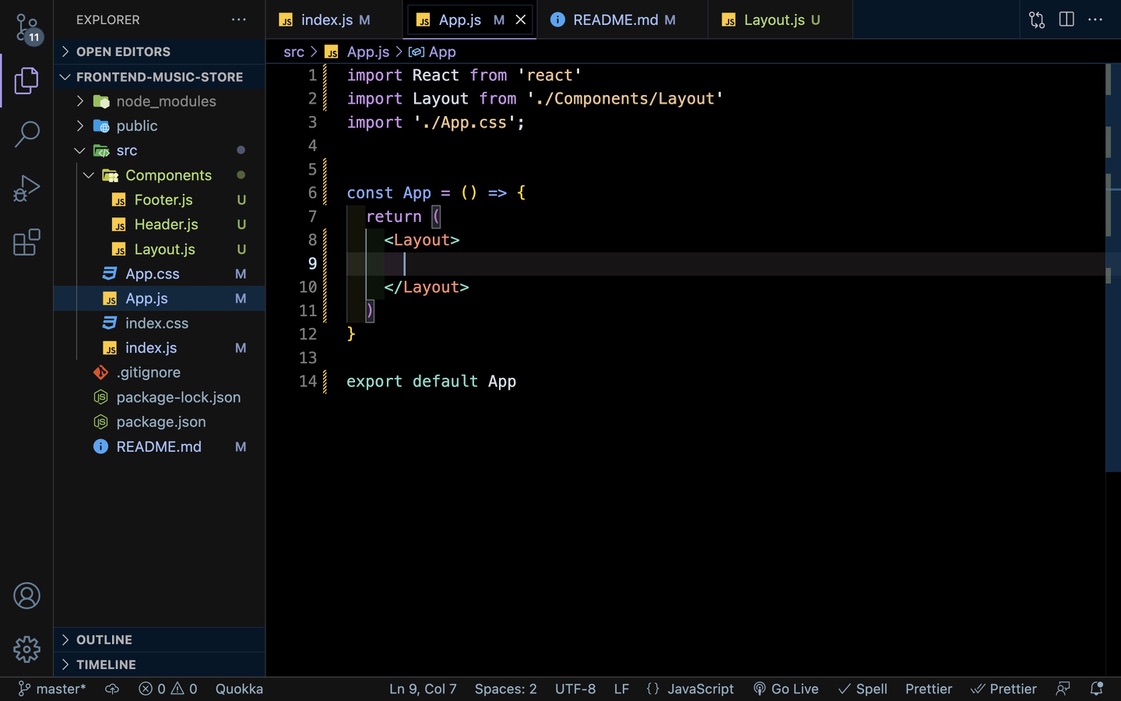 EXPLORER
11
OPEN EDITORS
FRONTEND-MUSIC-STORE
node_modules
public
src
Components
Footer.js U
Header.js U
Layout.js U
App.css M
App.js M
index.css
index.js M
.gitignore
package-lock.json
package.json
README.md M
OUTLINE
TIMELINE
JS index.js M
JS App.js M
README.md M
JS Layout.js U
src > JS App.js > App
1 import React from 'react'
2 import Layout from './Components/Layout'
3 import './App.css';
4
5
6 const App = () => {
7 return (
8 <Layout>
9
10 </Layout>
11 )
12 }
13
14 export default App
master* 0 0 Quokka Ln 9, Col 7 Spaces: 2 UTF-8 LF {} JavaScript Go Live Spell Prettier Prettier